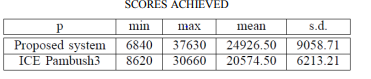 SCORES ACHIEVED
p min max mean s.d.
Proposed system 6840 37630 24926.50 9058.71
ICE Pambush3 8620 30660 20574.50 6213.21